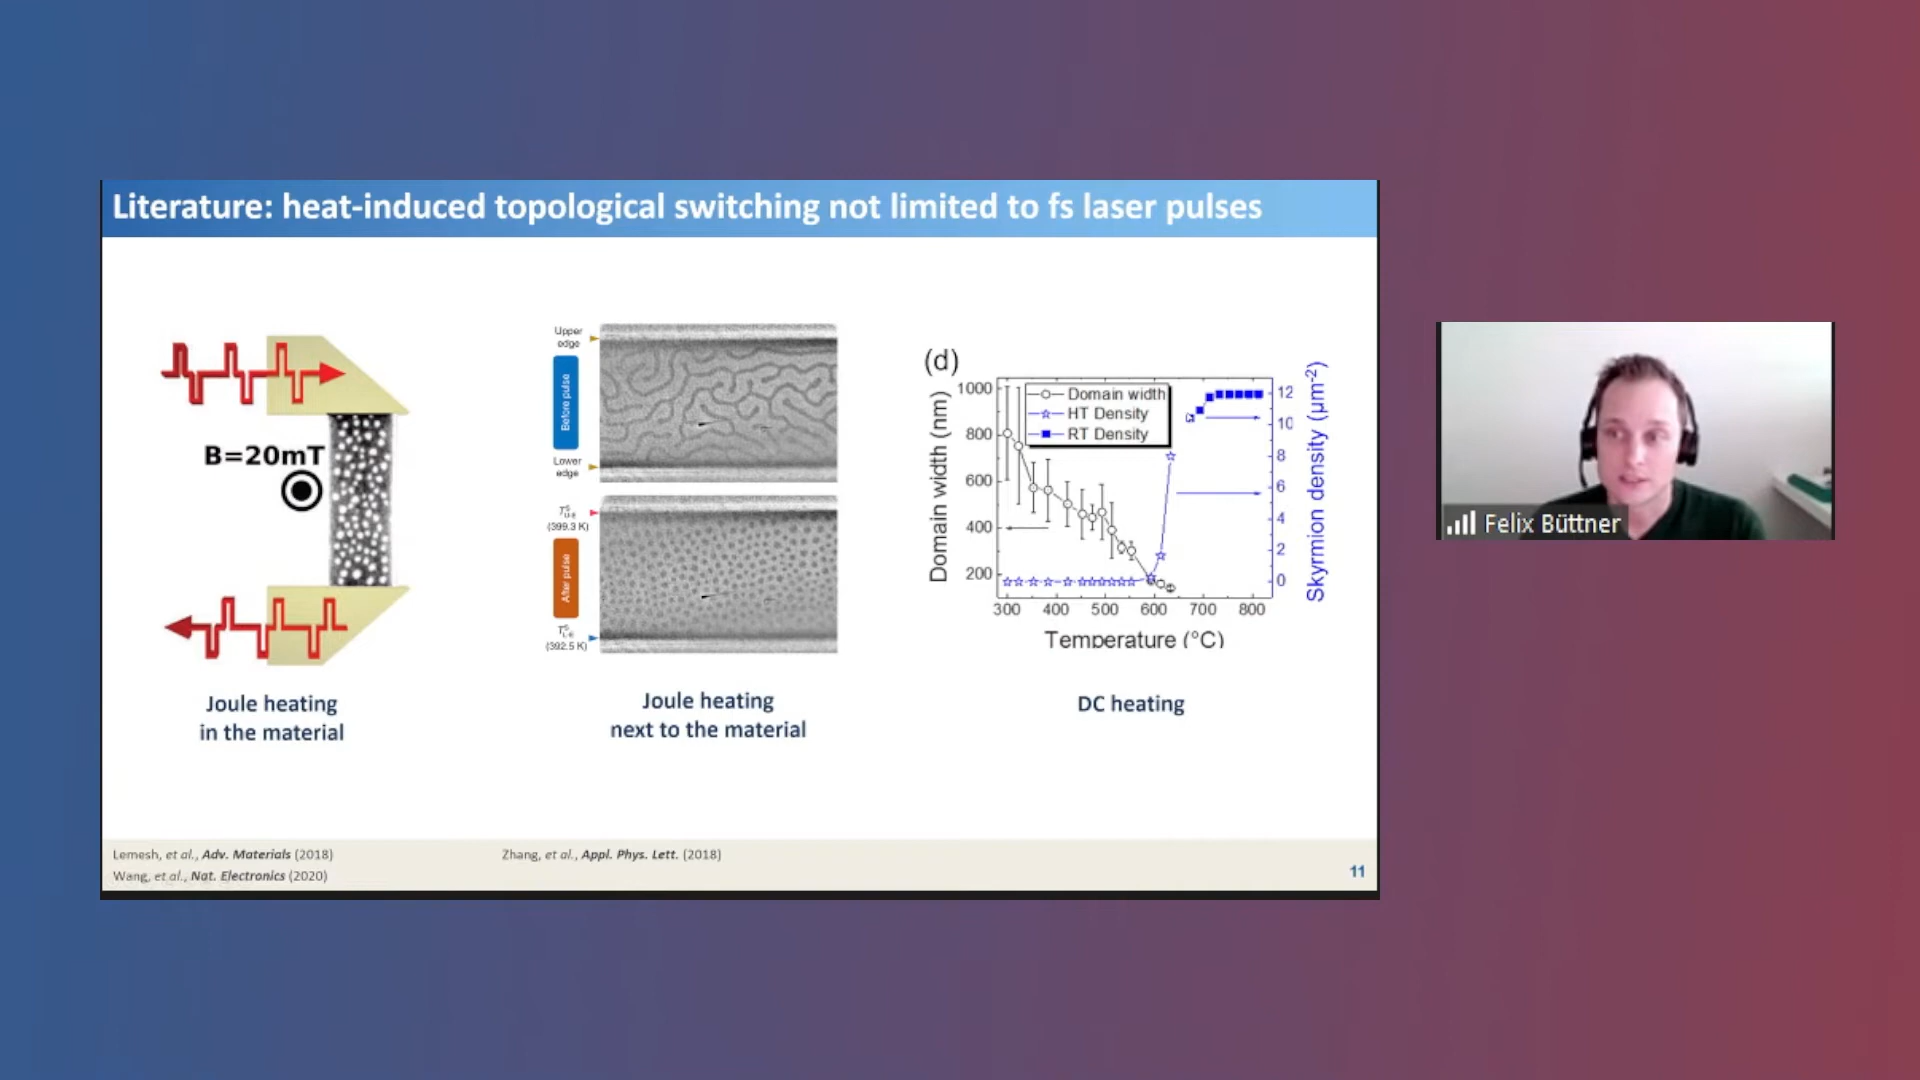 Literature: heat-induced topological switching not limited to fs laser pulses
B=20mT
Joule heating
in the material
Upper
edge
Before pulse
Lower
edge
(399.3 K)
After pulse
(392.5 K)
Joule heating
next to the material
(d)
Domain width (nm)
1000
800
600
400
200
Domain width
HT Density
RT Density
12
10
8
6
4
2
0
Skyrmion density (μm⁻²)
300 400 500 600 700 800
Temperature (°C)
DC heating
Lemesh, et al., Adv. Materials (2018)
Wang, et al., Nat. Electronics (2020)
Zhang, et al., Appl. Phys. Lett. (2018)
11
Felix Büttner